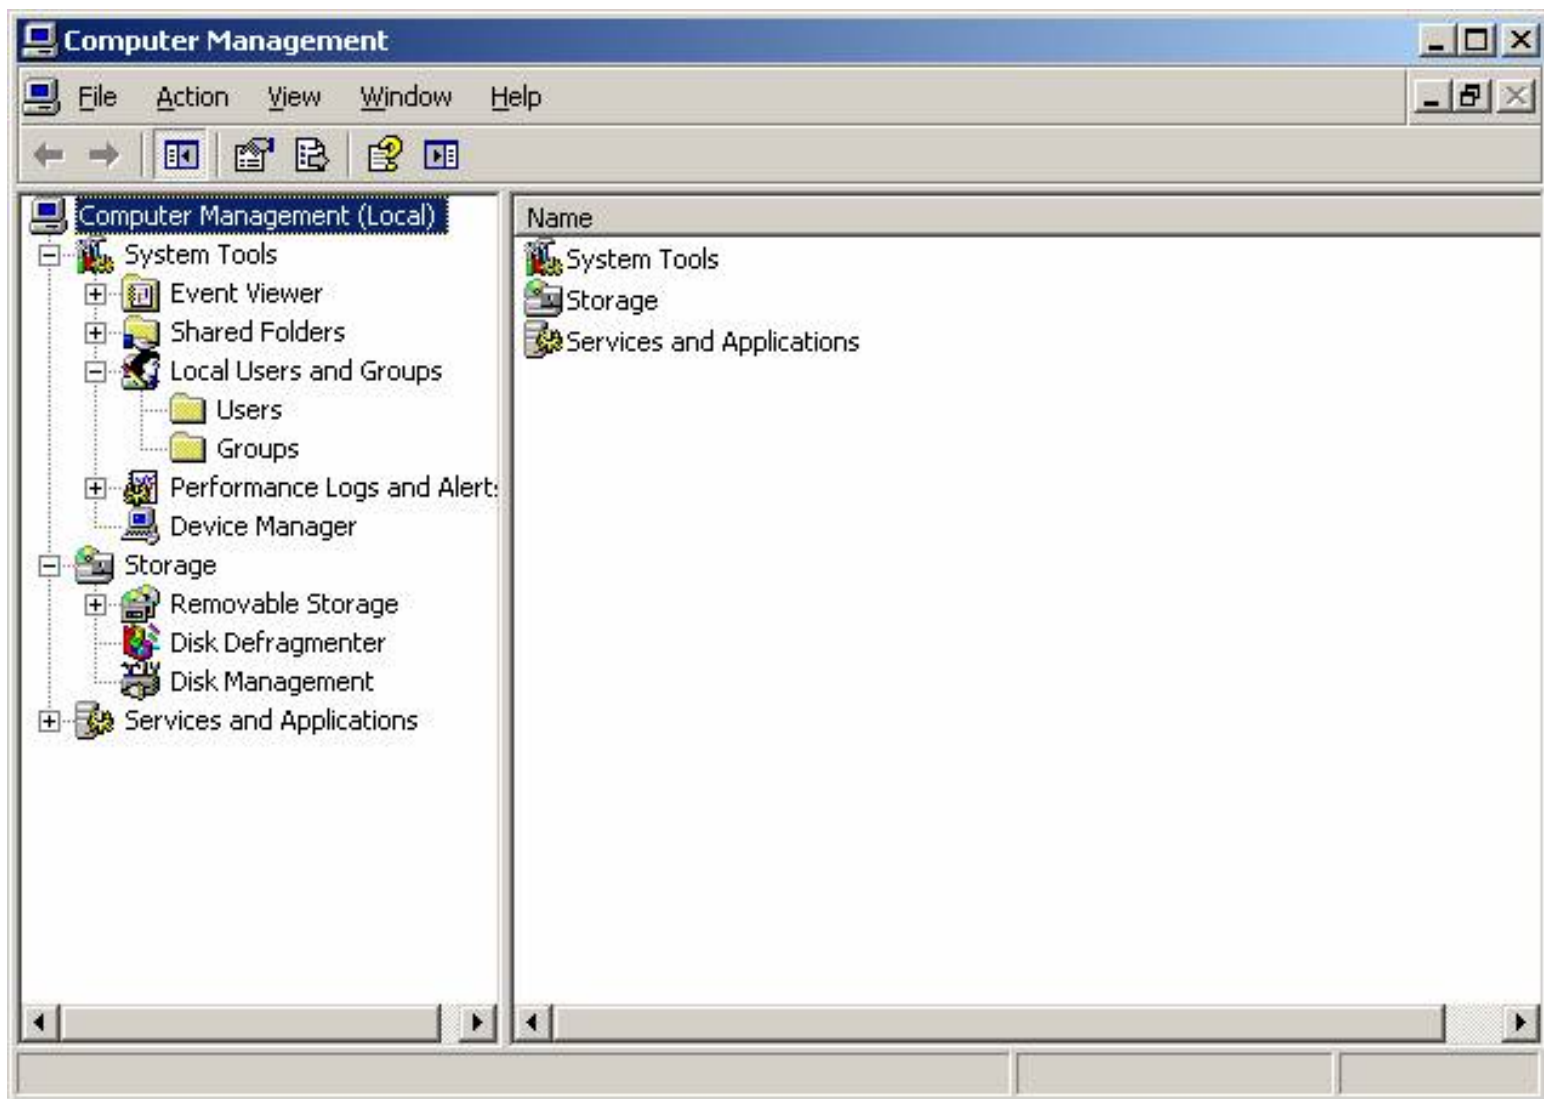 Computer Management
File Action View Window Help
Computer Management (Local)
System Tools
Event Viewer
Shared Folders
Local Users and Groups
Users
Groups
Performance Logs and Alert
Device Manager
Storage
Removable Storage
Disk Defragmenter
Disk Management
Services and Applications
Name
System Tools
Storage
Services and Applications